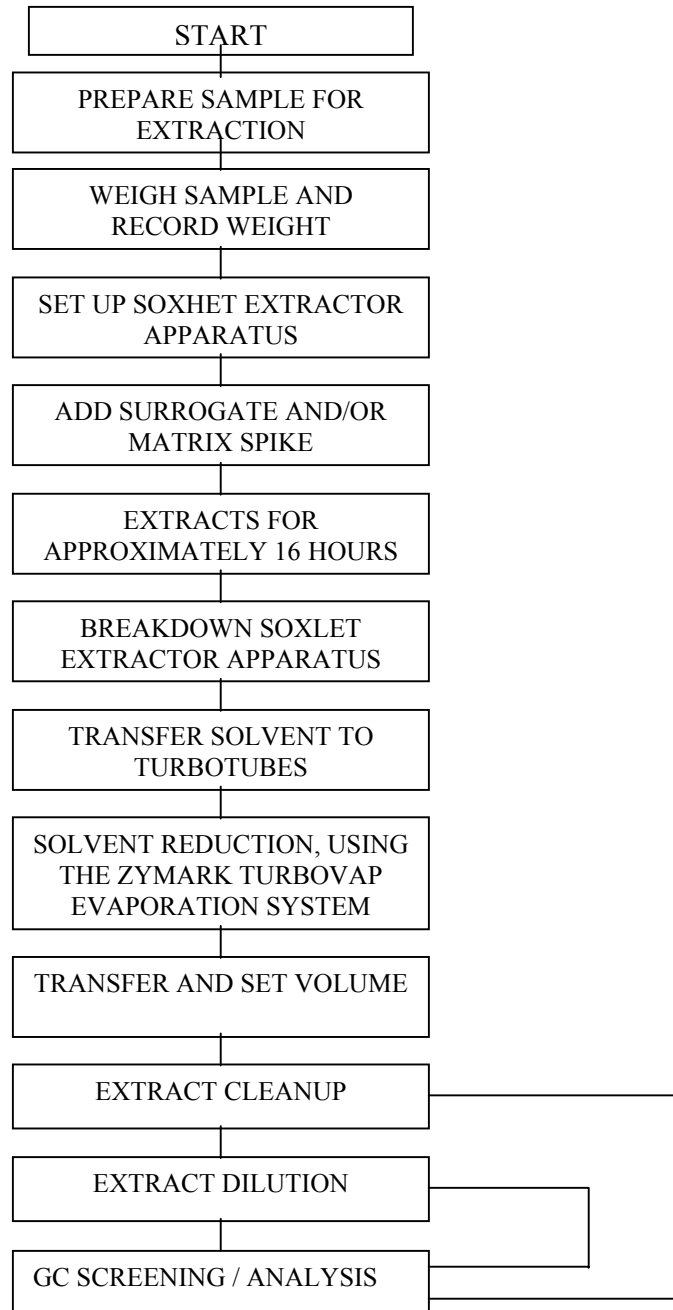 START
PREPARE SAMPLE FOR
EXTRACTION
WEIGH SAMPLE AND
RECORD WEIGHT
SET UP SOXHET EXTRACTOR
APPARATUS
ADD SURROGATE AND/OR
MATRIX SPIKE
EXTRACTS FOR
APPROXIMATELY 16 HOURS
BREAKDOWN SOXLET
EXTRACTOR APPARATUS
TRANSFER SOLVENT TO
TURBOTUBES
SOLVENT REDUCTION, USING
THE ZYMARK TURBOVAP
EVAPORATION SYSTEM
TRANSFER AND SET VOLUME
EXTRACT CLEANUP
EXTRACT DILUTION
GC SCREENING / ANALYSIS